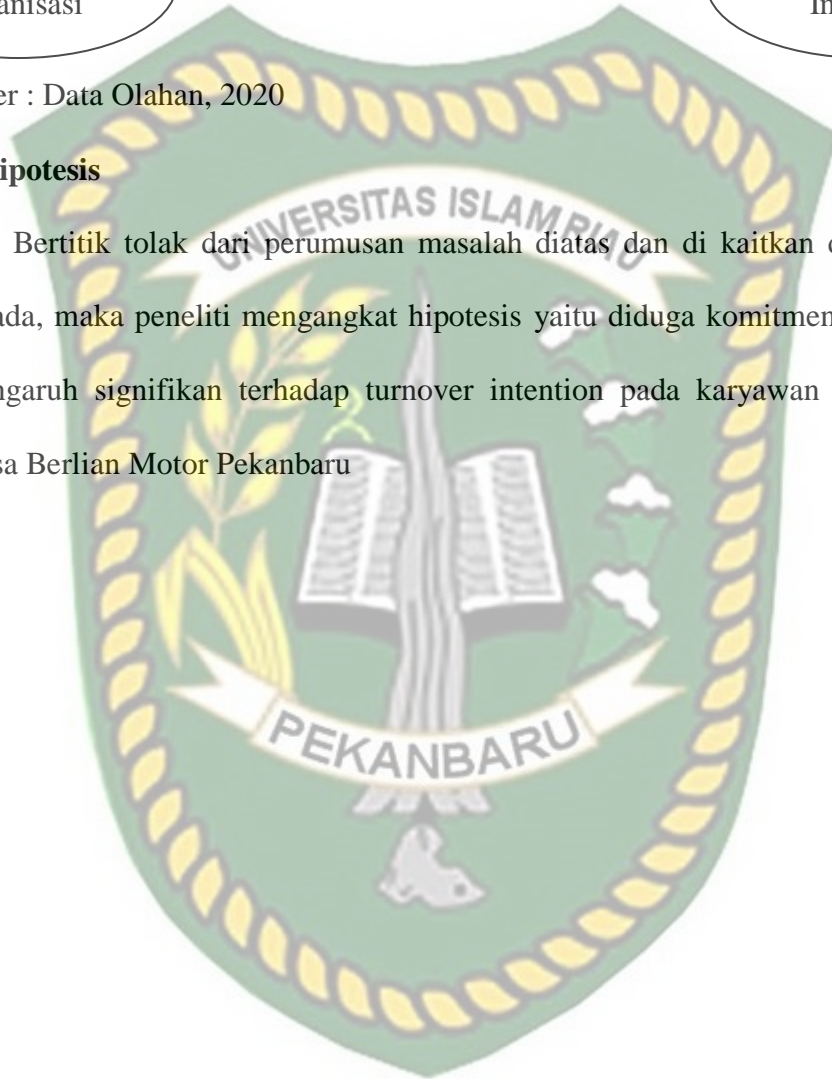 anisasi
In
er : Data Olahan, 2020
ipotesis
UNIVERSITAS ISLAM RIAU
Bertitik tolak dari perumusan masalah diatas dan di kaitkan
ada, maka peneliti mengangkat hipotesis yaitu diduga komitmen
ngaruh signifikan terhadap turnover intention pada karyawan
sa Berlian Motor Pekanbaru
PEKANBARU